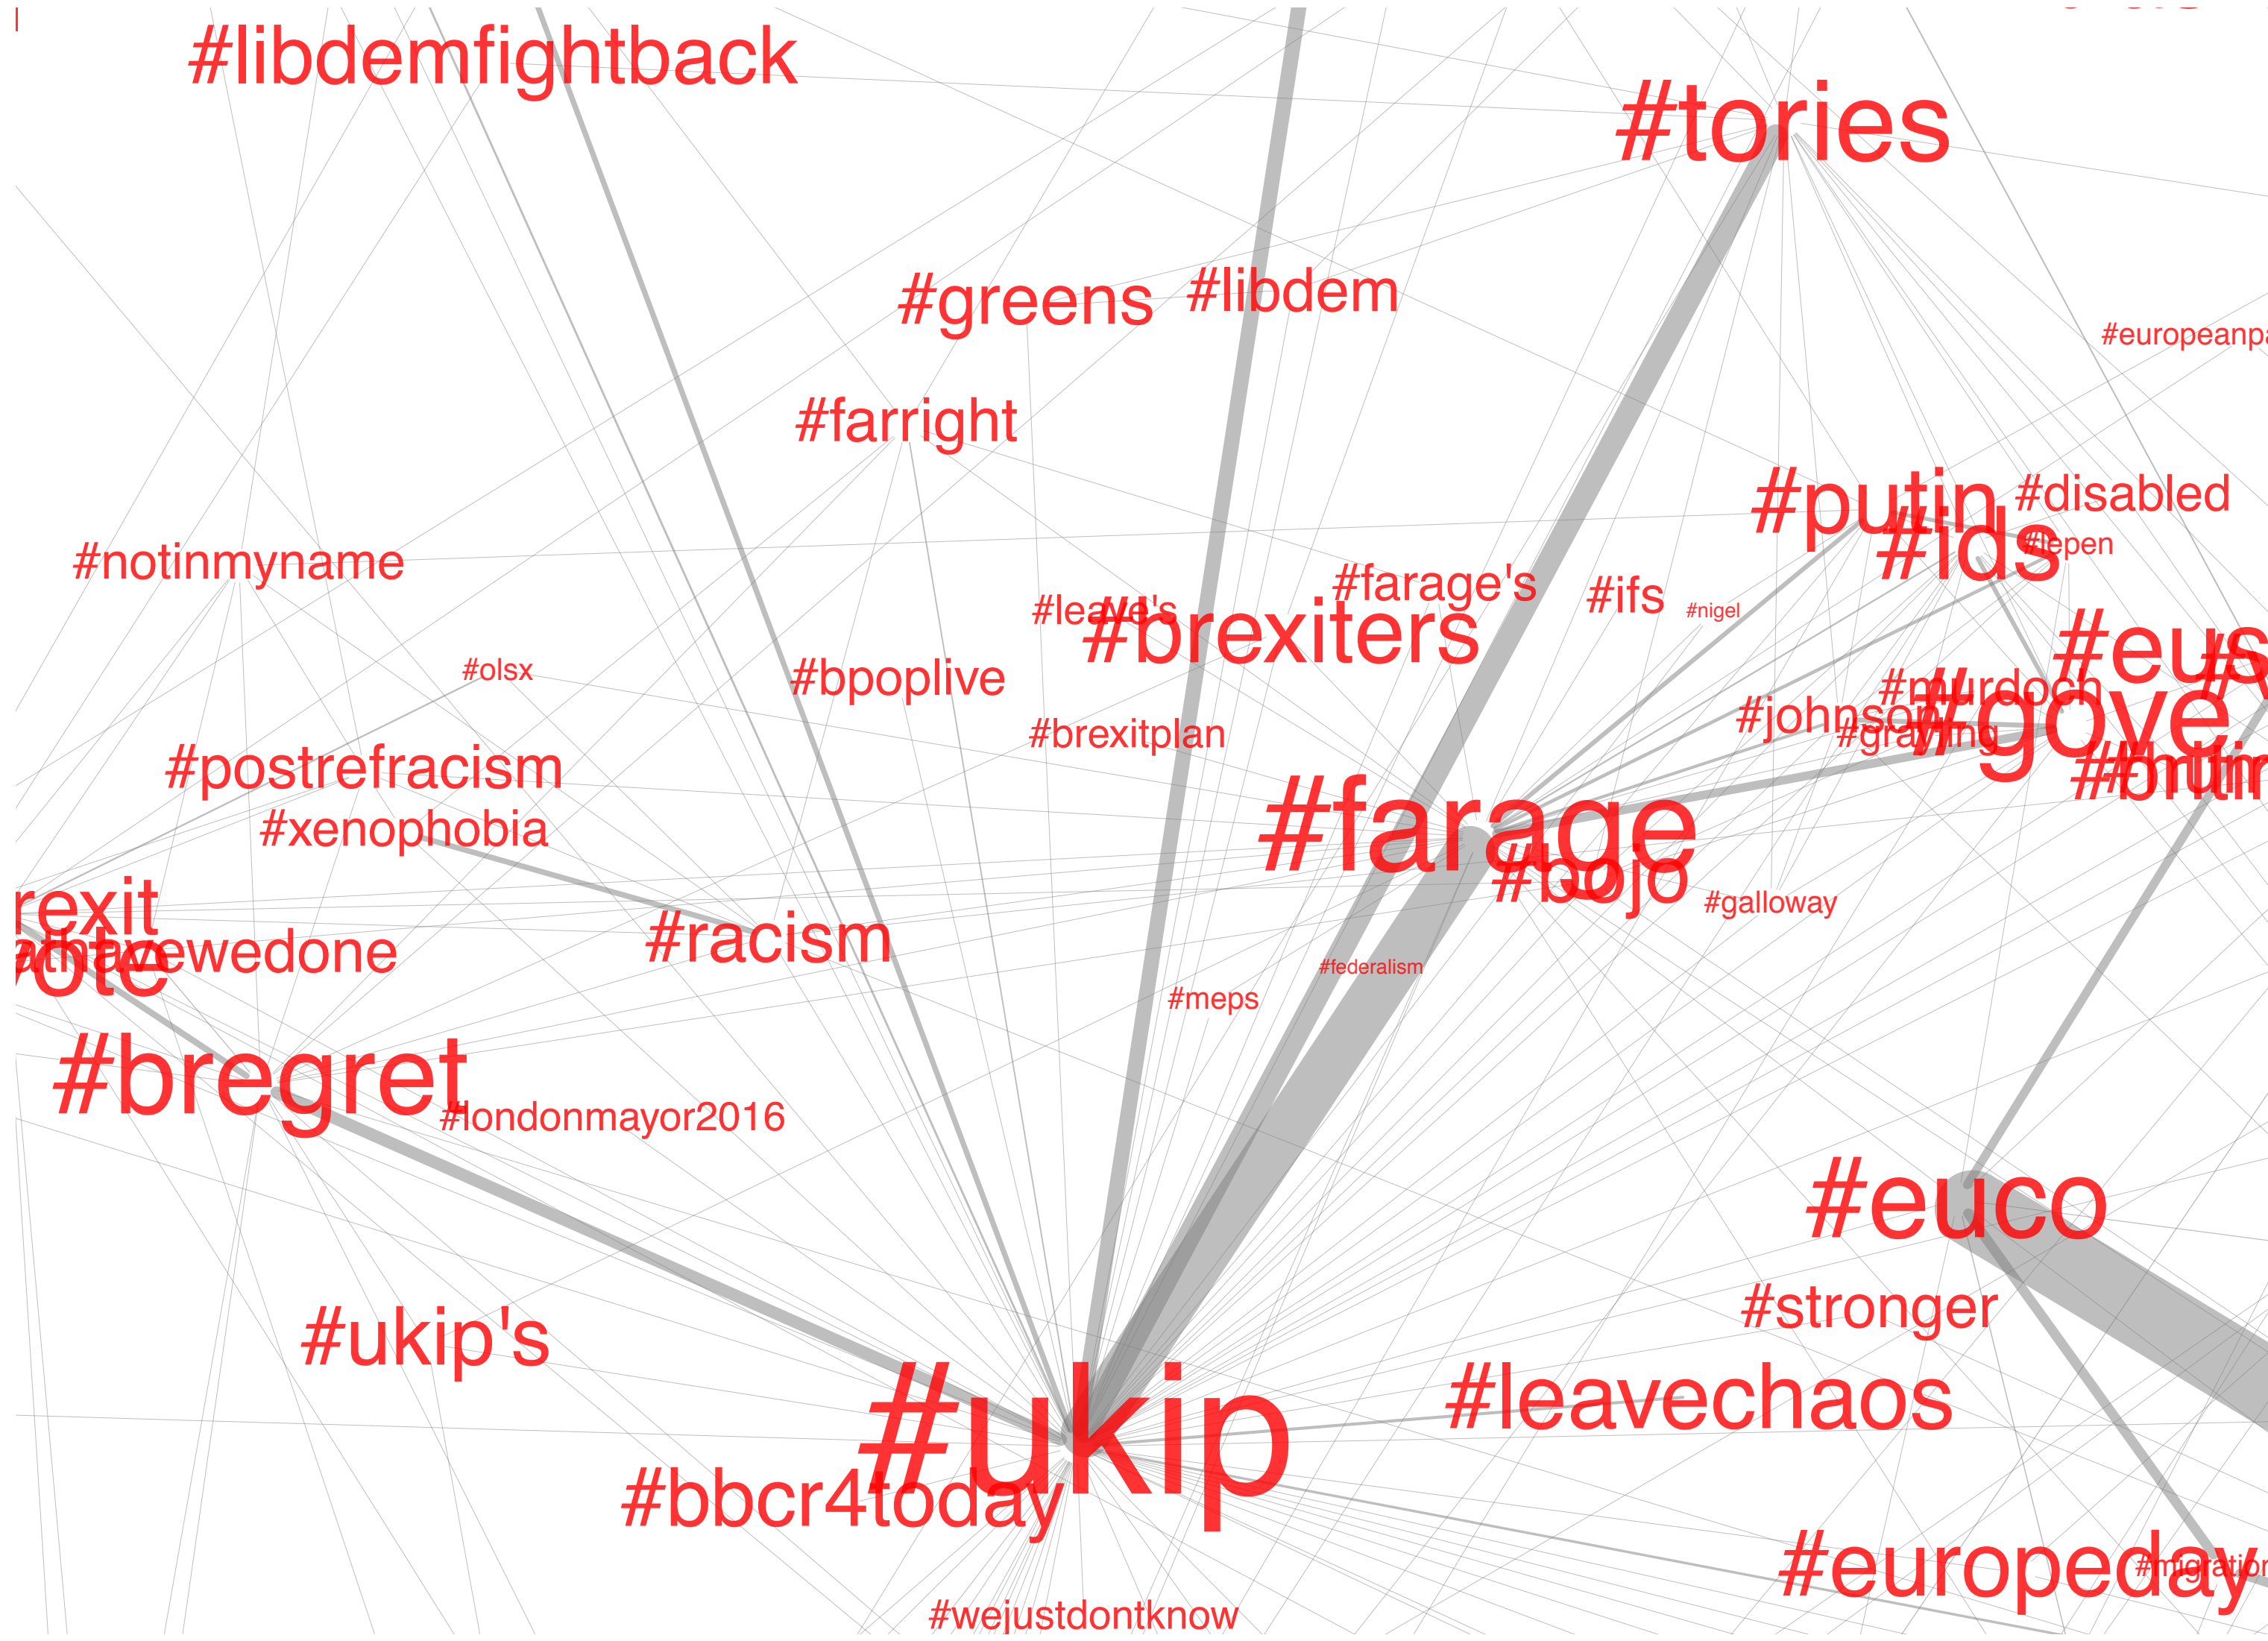 #libdemfightback
#tories
#greens
#libdem
#farright
#putin
#disabled
#ids
#lepen
#notinmyname
#farage's
#ifs
#nigel
#leave's
#brexiters
#olsx
#bpoplive
#murdoch
#johnson
#gove
#grayling
#brexitplan
#postrefracism
#xenophobia
#farage
#bojo
#galloway
#racism
#federalism
#meps
#bregret
#londonmayor2016
#euco
#stronger
#ukip's
#ukip
#leavechaos
#bbcr4today
#europeday
#wejustdontknow